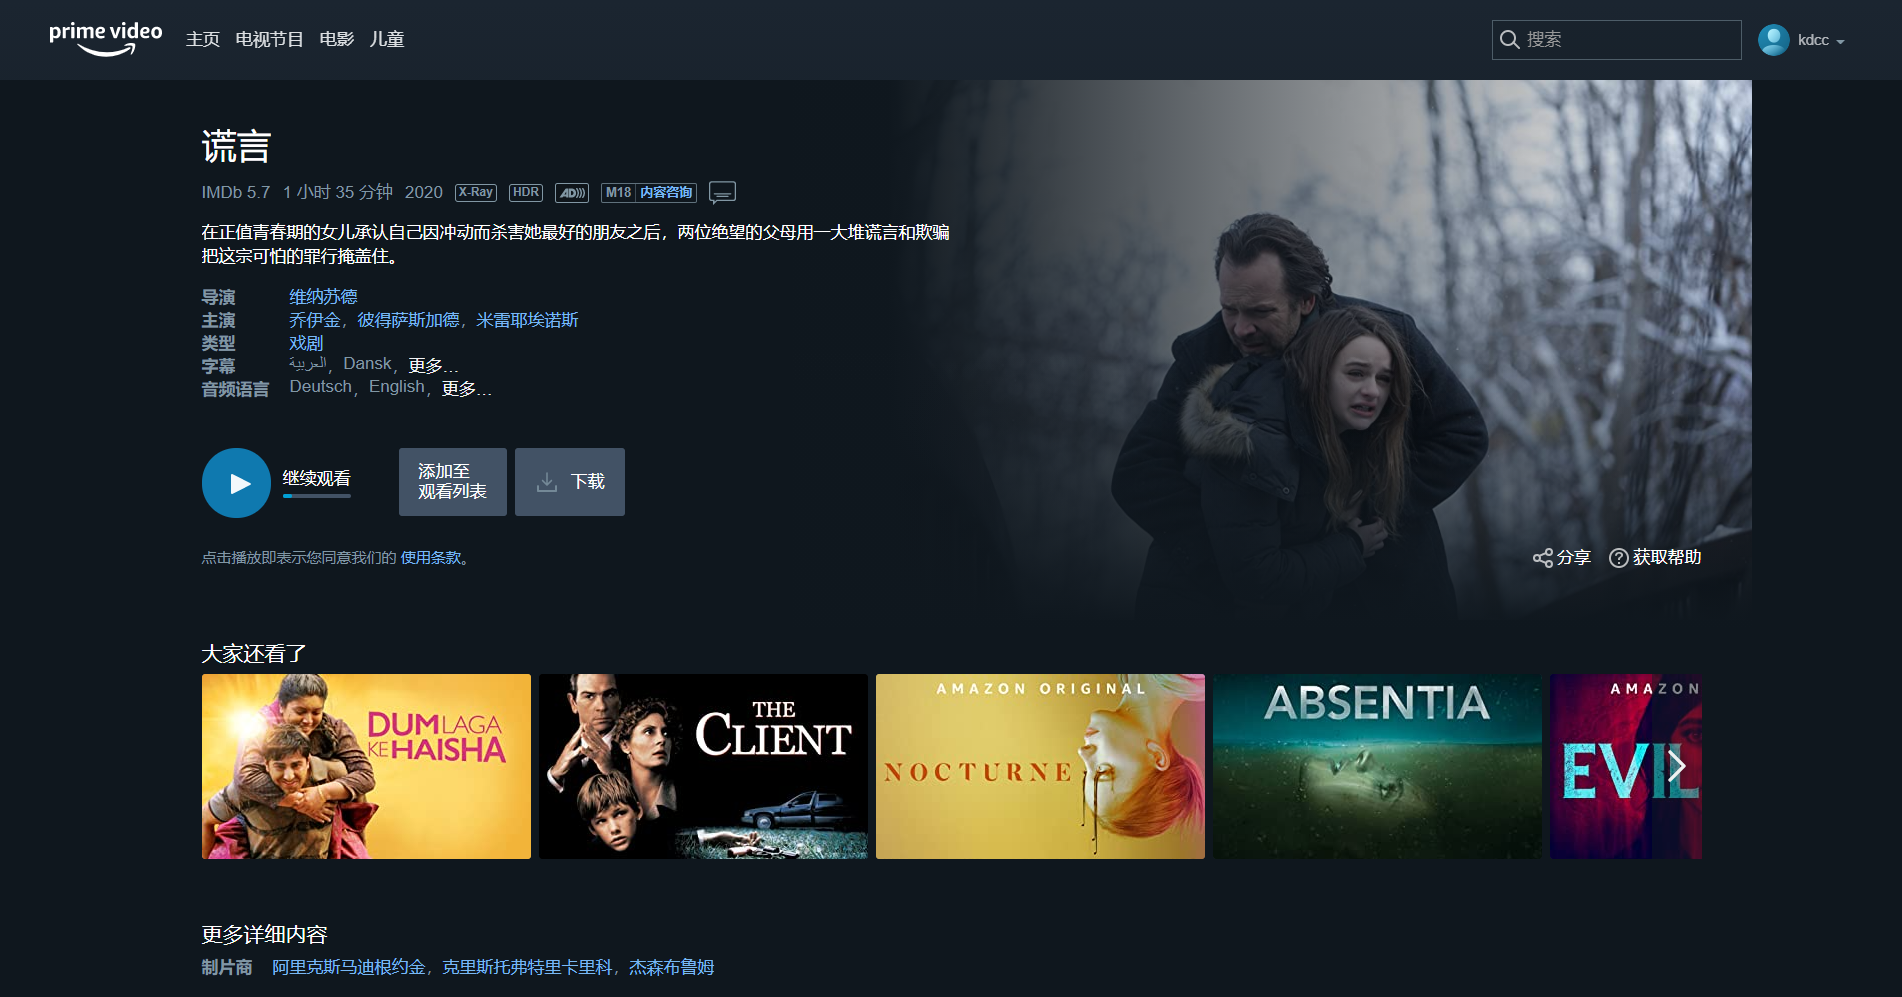 prime video
主页 电视节目 电影 儿童
搜索
kdcc
谎言
IMDb 5.7 1 小时 35 分钟 2020 X-Ray HDR AD))) M18 内容咨询
在正值青春期的女儿承认自己因冲动而杀害她最好的朋友之后，两位绝望的父母用一大堆谎言和欺骗
把这宗可怕的罪行掩盖住。
导演 维纳苏德
主演 乔伊金，彼得萨斯加德，米雷耶埃诺斯
类型 戏剧
字幕 العربية，Dansk，更多...
音频语言 Deutsch，English，更多...
继续观看
添加至
观看列表
下载
点击播放即表示您同意我们的 使用条款。
分享 获取帮助
大家还看了
DUM LAGA
KE HAISHA
THE
CLIENT
AMAZON ORIGINAL
NOCTURNE
ABSENTIA
AMAZON
EVIL
更多详细内容
制片商 阿里克斯马迪根约金，克里斯托弗特里卡里科，杰森布鲁姆